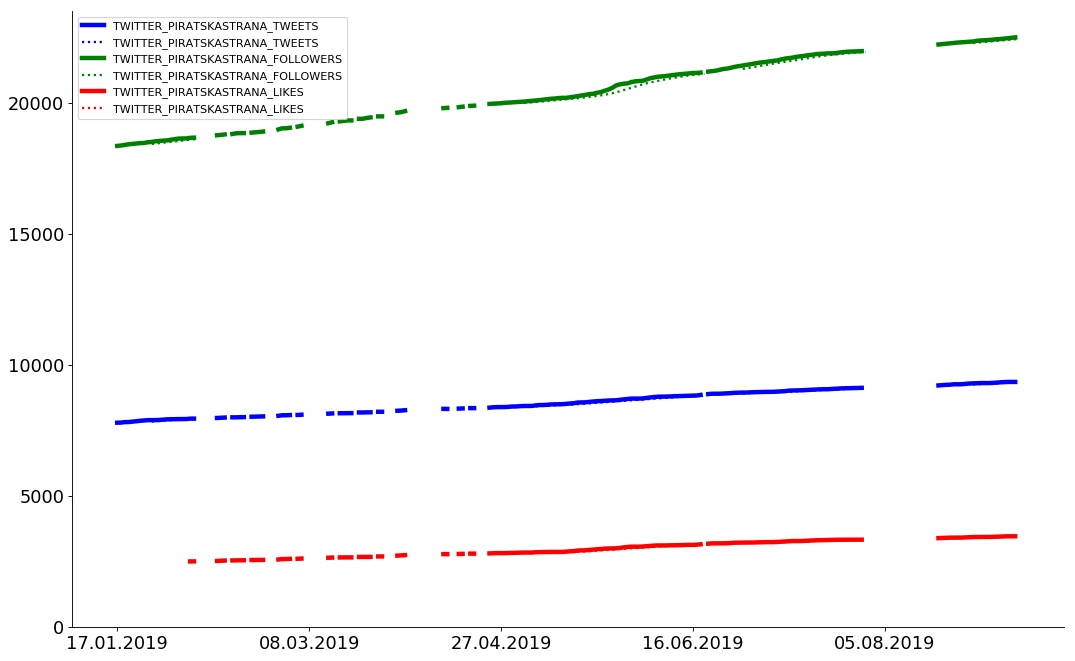 TWITTER_PIRATSKASTRANA_TWEETS
TWITTER_PIRATSKASTRANA_TWEETS
TWITTER_PIRATSKASTRANA_FOLLOWERS
TWITTER_PIRATSKASTRANA_FOLLOWERS
TWITTER_PIRATSKASTRANA_LIKES
TWITTER_PIRATSKASTRANA_LIKES
20000
15000
10000
5000
0
17.01.2019 08.03.2019 27.04.2019 16.06.2019 05.08.2019